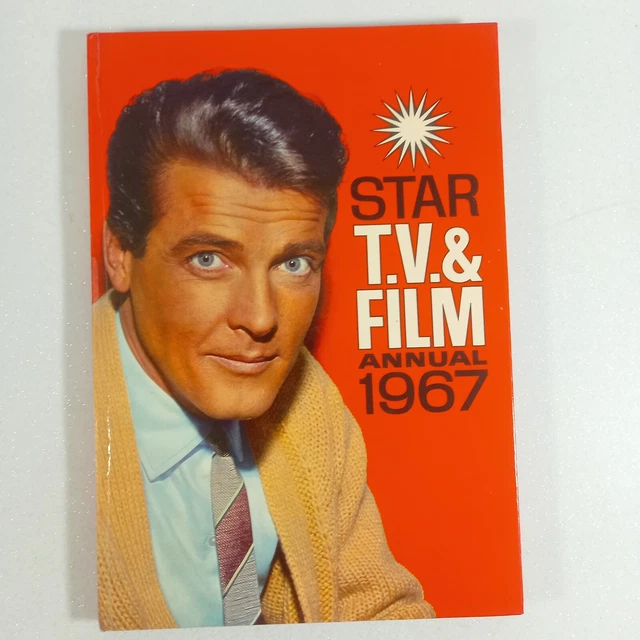 STAR
T.V.&
FILM
ANNUAL
1967